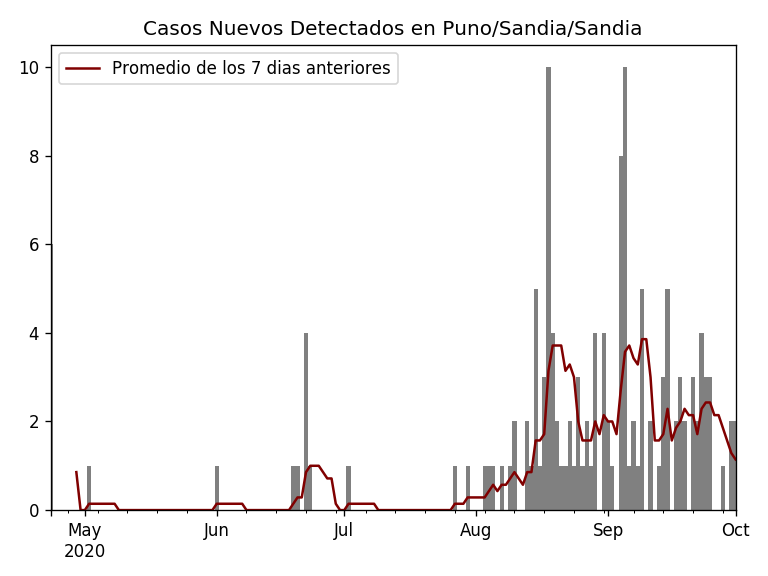 Casos Nuevos Detectados en Puno/Sandia/Sandia
Promedio de los 7 dias anteriores
10
8
6
4
2
0
May Jun Jul Aug Sep Oct
2020